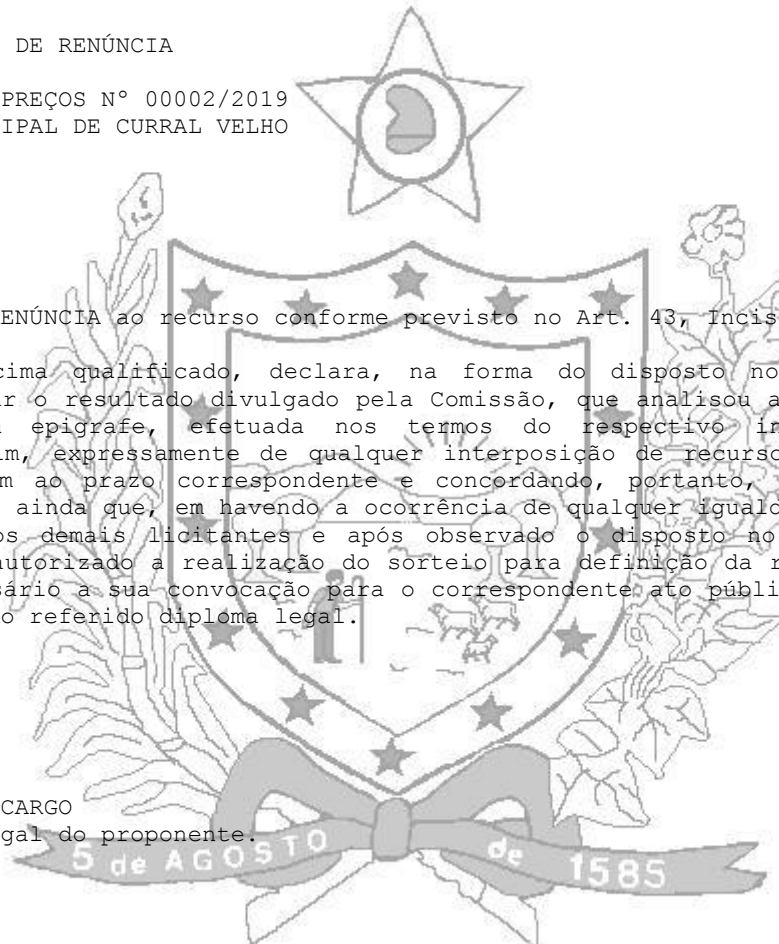 DE RENÚNCIA
PREÇOS Nº 00002/2019
IPAL DE CURRAL VELHO
ENÚNCIA ao recurso conforme previsto no Art. 43, Incis
cima qualificado, declara, na forma do disposto no
ar o resultado divulgado pela Comissão, que analisou a
a epigrafe, efetuada nos termos do respectivo in
im, expressamente de qualquer interposição de recurso
m ao prazo correspondente e concordando, portanto,
ainda que, em havendo a ocorrência de qualquer igualo
os demais licitantes e após observado o disposto no
autorizado a realização do sorteio para definição da r
sário a sua convocação para o correspondente ato públi
do referido diploma legal.
CARGO
gal do proponente.
5 de AGOSTO de 1585